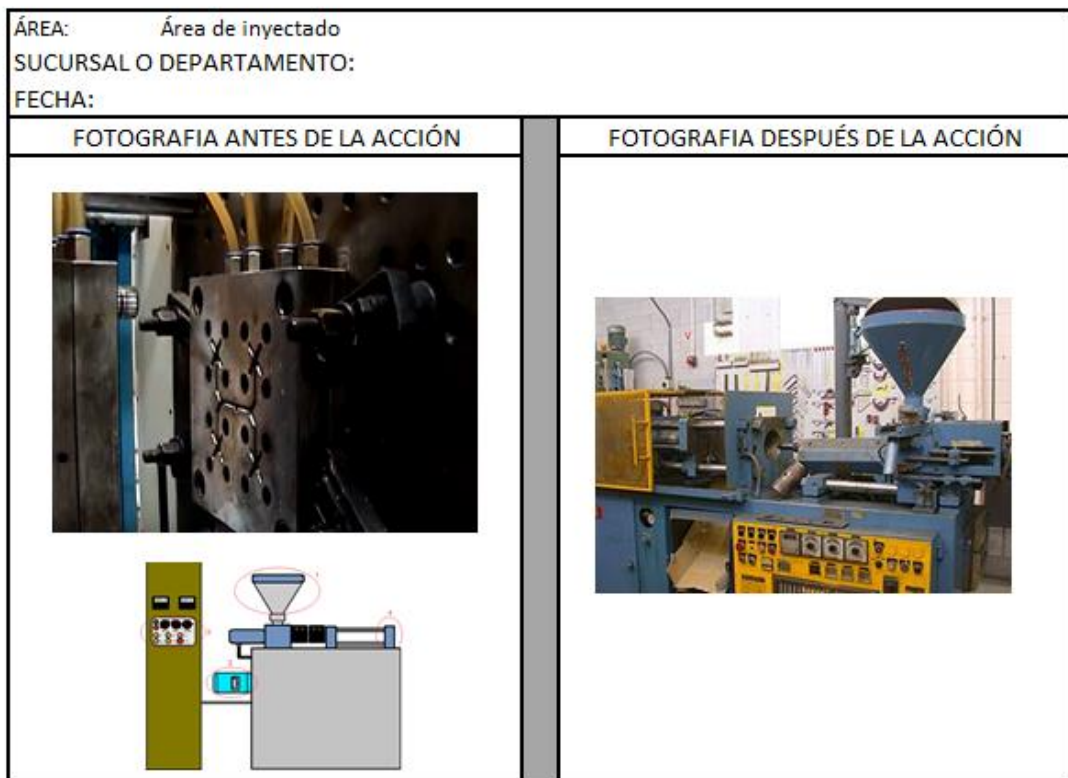 ÁREA: Área de inyectado
SUCURSAL O DEPARTAMENTO:
FECHA:
FOTOGRAFIA ANTES DE LA ACCIÓN
FOTOGRAFIA DESPUÉS DE LA ACCIÓN